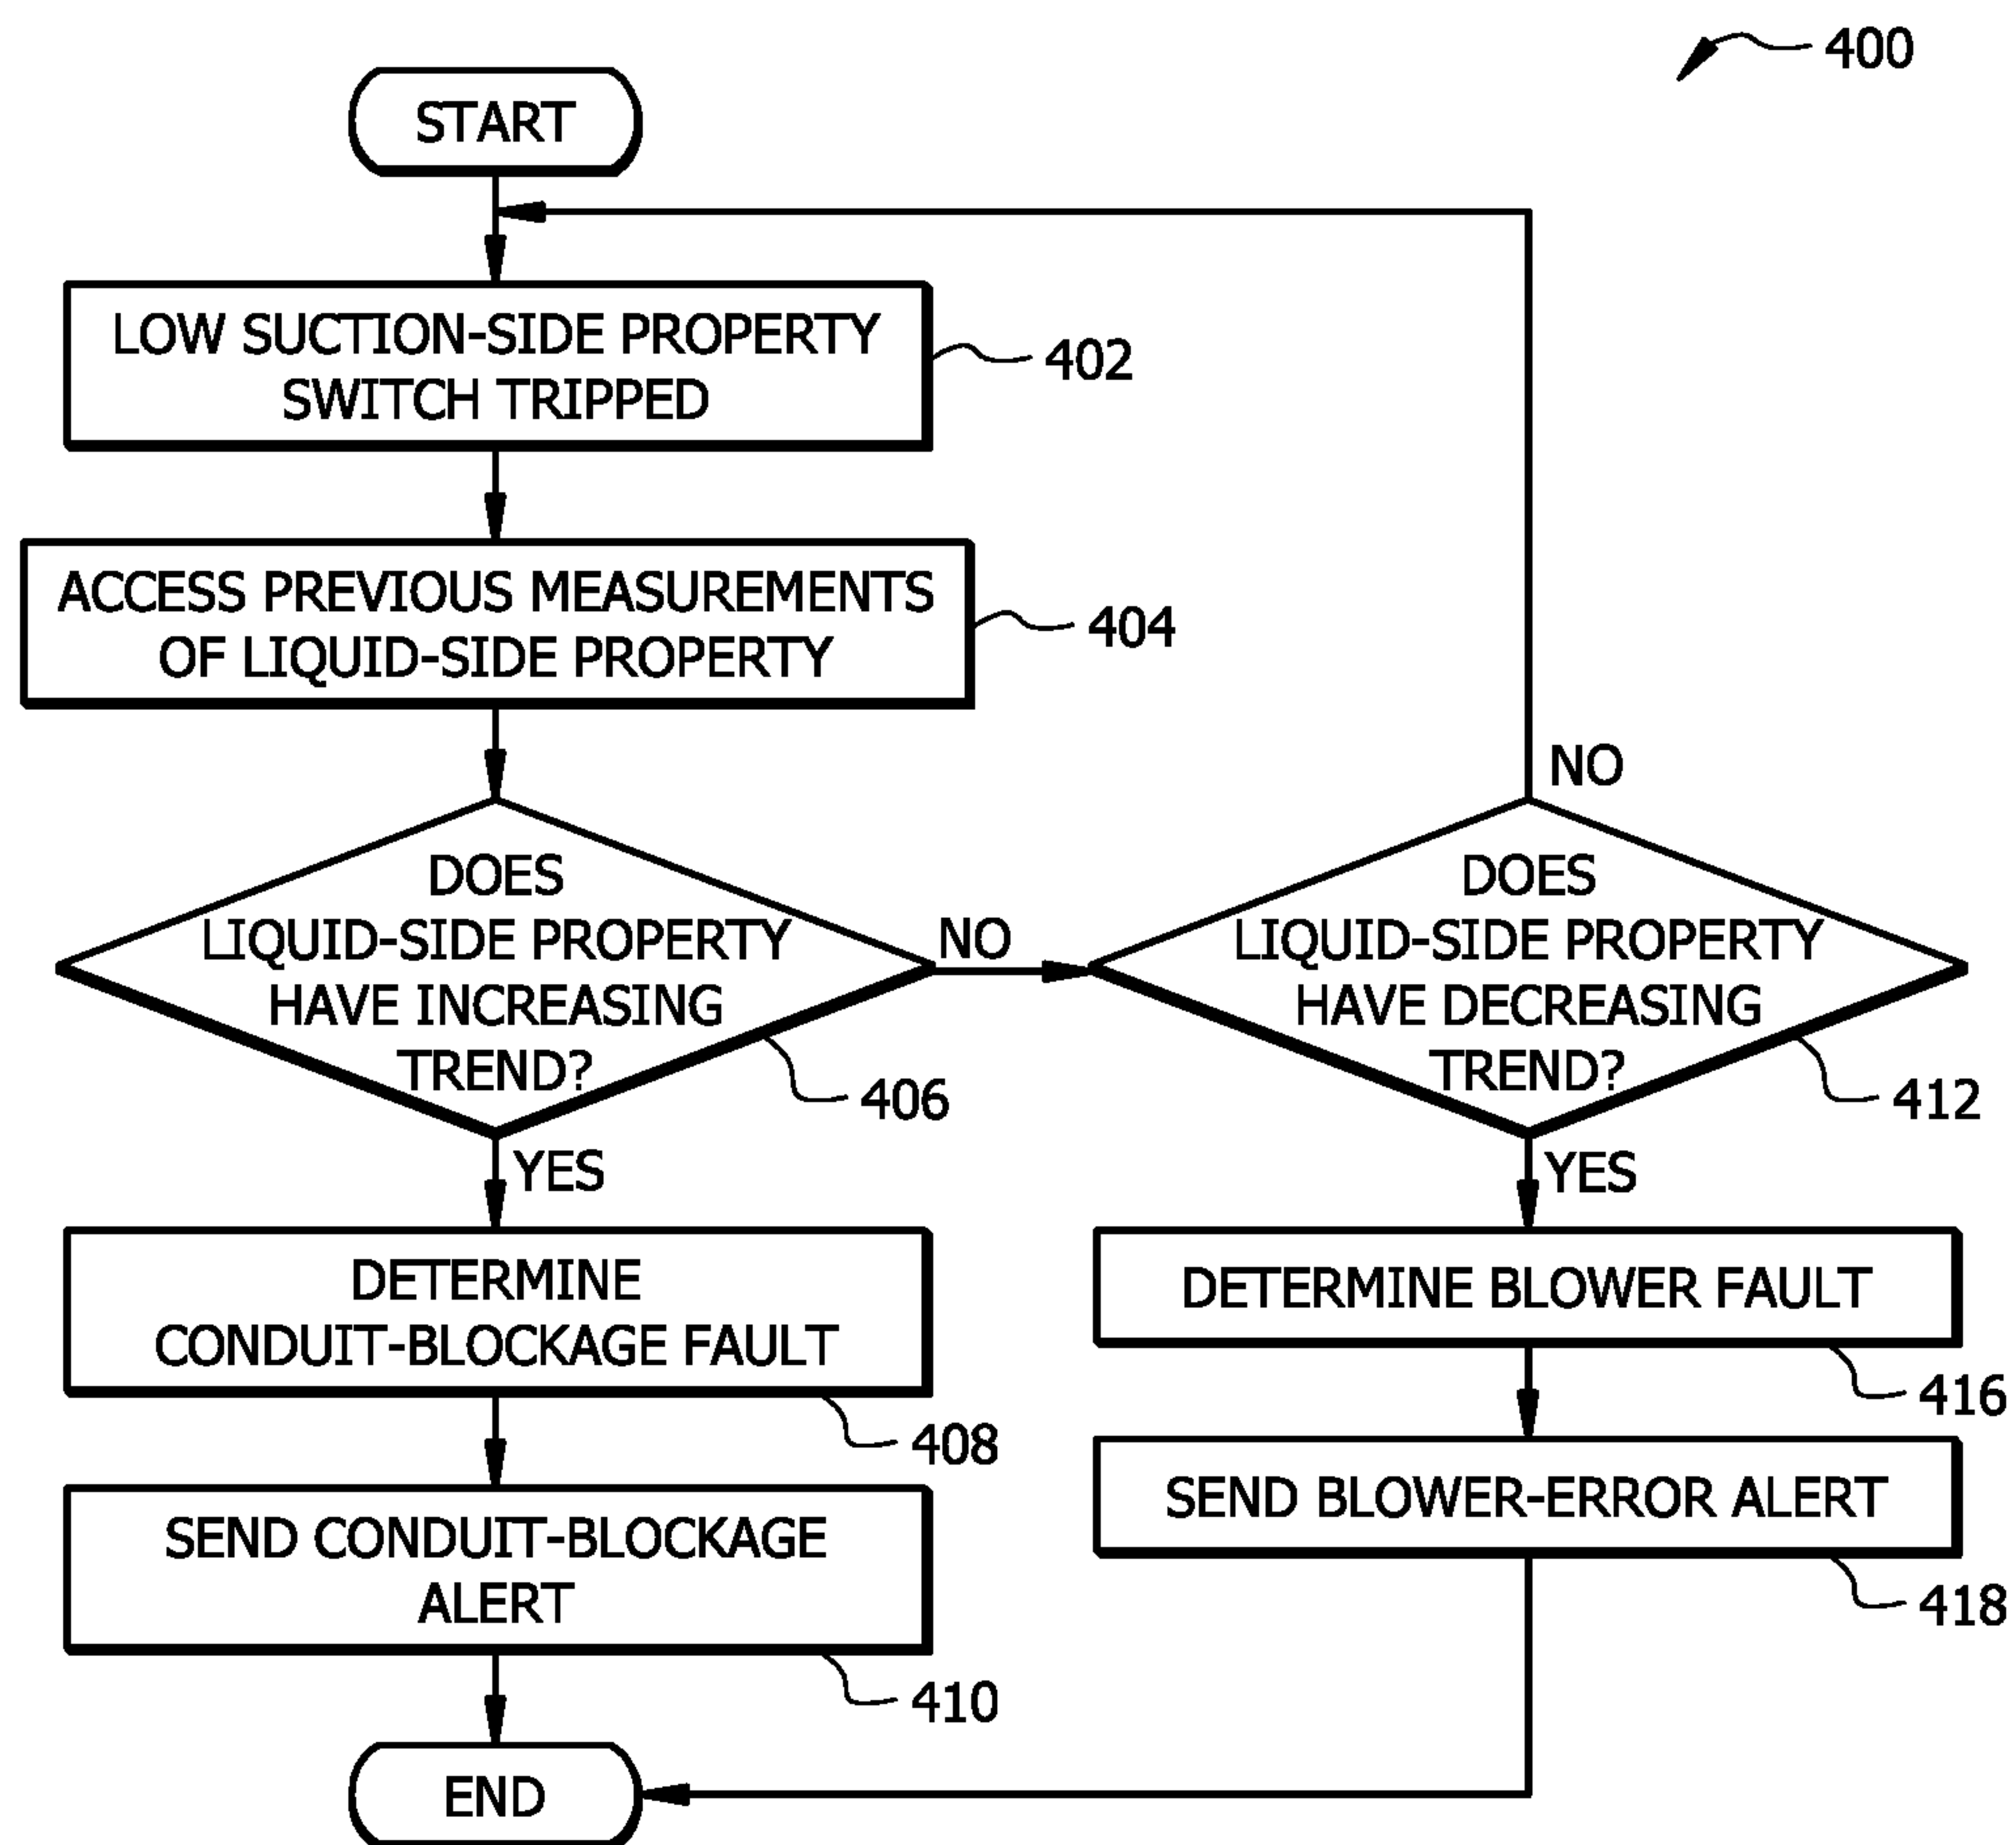 400
START
LOW SUCTION-SIDE PROPERTY
SWITCH TRIPPED
402
ACCESS PREVIOUS MEASUREMENTS
OF LIQUID-SIDE PROPERTY
404
DOES
LIQUID-SIDE PROPERTY
HAVE INCREASING
TREND?
406
NO
YES
DOES
LIQUID-SIDE PROPERTY
HAVE DECREASING
TREND?
412
NO
YES
DETERMINE
CONDUIT-BLOCKAGE FAULT
408
SEND CONDUIT-BLOCKAGE
ALERT
410
DETERMINE BLOWER FAULT
416
SEND BLOWER-ERROR ALERT
418
END